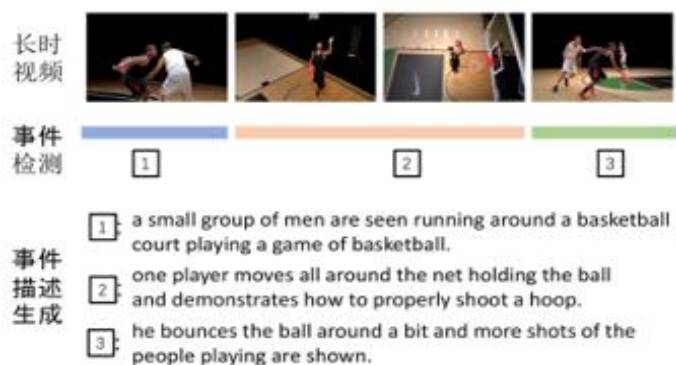 长时
视频
事件
检测
1
2
3
事件
描述
生成
1: a small group of men are seen running around a basketball
court playing a game of basketball.
2: one player moves all around the net holding the ball
and demonstrates how to properly shoot a hoop.
3: he bounces the ball around a bit and more shots of the
people playing are shown.